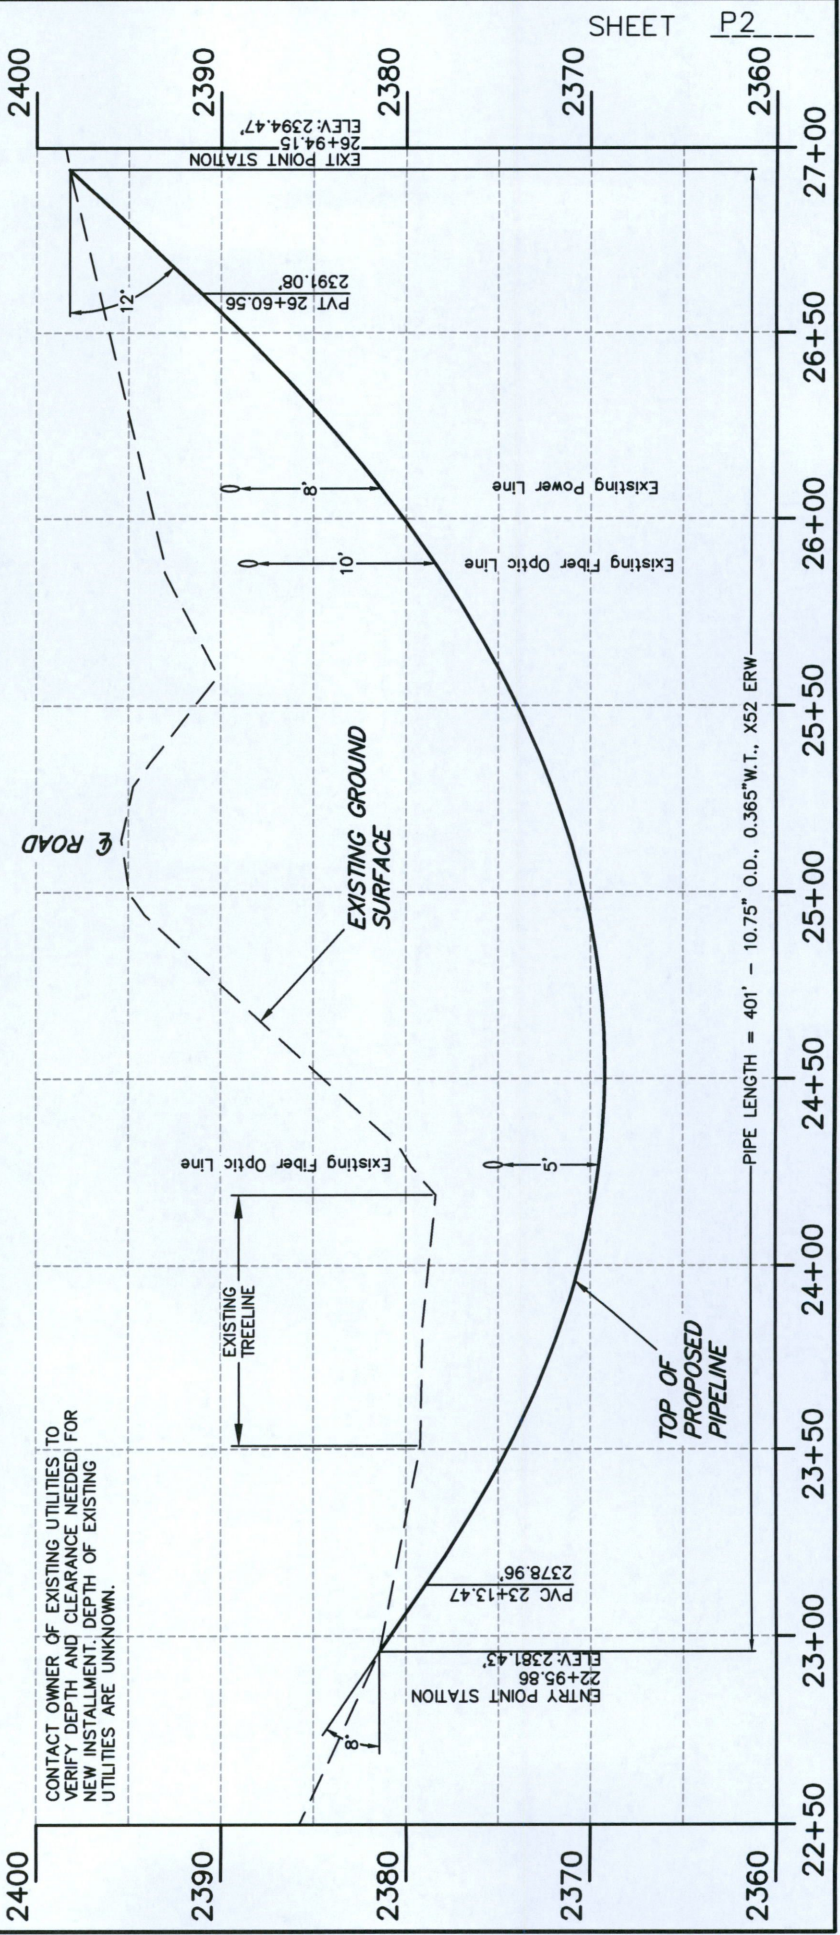 SHEET P2
CONTACT OWNER OF EXISTING UTILITIES TO
VERIFY DEPTH AND CLEARANCE NEEDED FOR
NEW INSTALLMENT. DEPTH OF EXISTING
UTILITIES ARE UNKNOWN.
2400
2390
2380
2370
2360
2400
2390
2380
2370
2360
8'
ENTRY POINT STATION
22+95.86
ELEV: 2381.43'
PVC 23+13.47
2378.96'
EXISTING
TREELINE
Existing Fiber Optic Line
5'
TOP OF
PROPOSED
PIPELINE
EXISTING GROUND
SURFACE
℄ ROAD
Existing Fiber Optic Line
10'
Existing Power Line
8'
PVT 26+60.56
2391.08'
12°
EXIT POINT STATION
26+94.15
ELEV: 2394.47'
PIPE LENGTH = 401' - 10.75" O.D., 0.365"W.T., X52 ERW
22+50
23+00
23+50
24+00
24+50
25+00
25+50
26+00
26+50
27+00